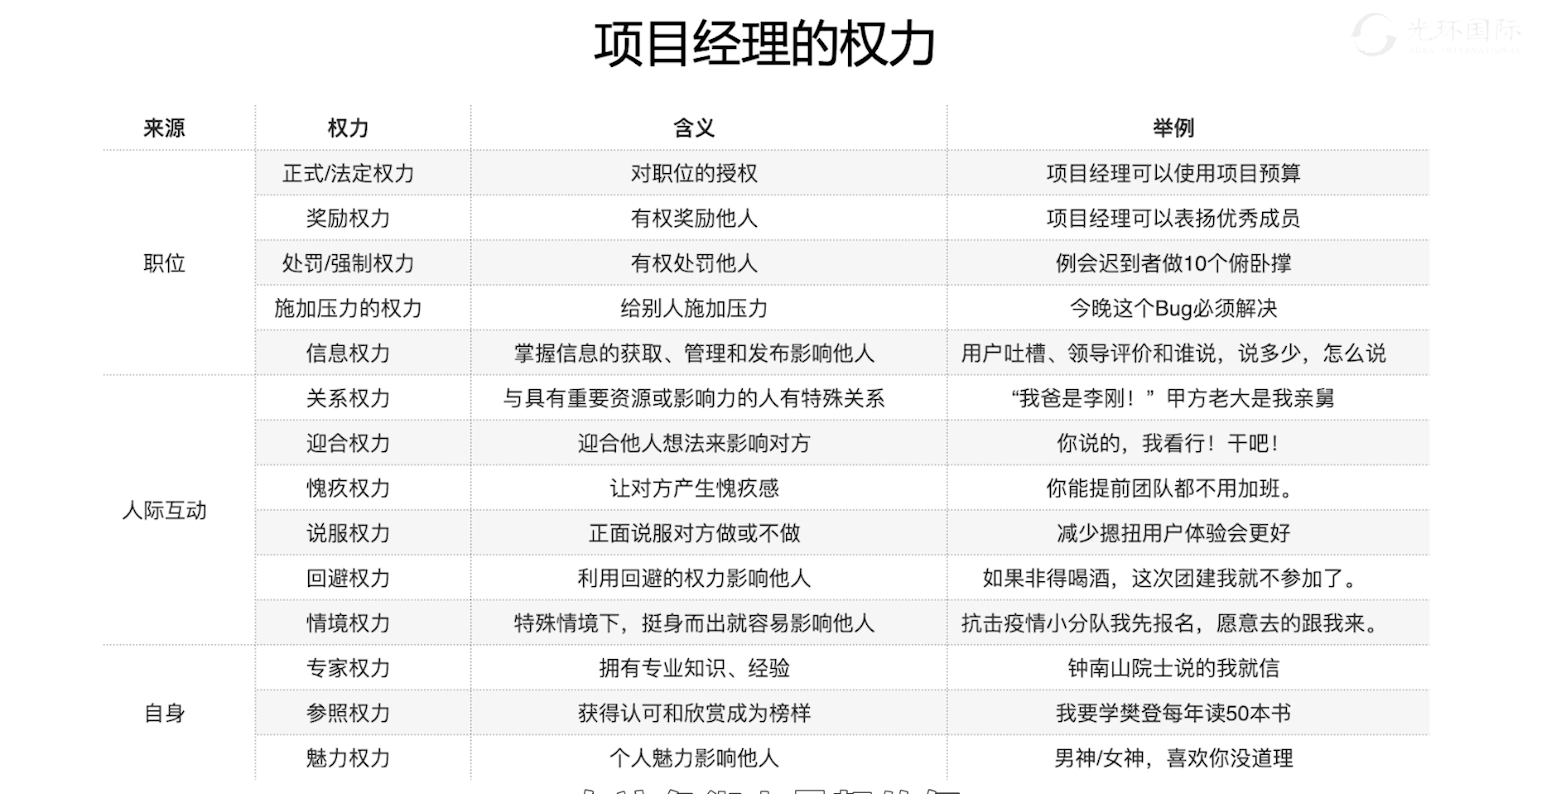 项目经理的权力
光环国际
来源 权力 含义 举例
职位
正式/法定权力 对职位的授权 项目经理可以使用项目预算
奖励权力 有权奖励他人 项目经理可以表扬优秀成员
处罚/强制权力 有权处罚他人 例会迟到者做10个俯卧撑
施加压力的权力 给别人施加压力 今晚这个Bug必须解决
信息权力 掌握信息的获取、管理和发布影响他人 用户吐槽、领导评价和谁说，说多少，怎么说
人际互动
关系权力 与具有重要资源或影响力的人有特殊关系 “我爸是李刚！”甲方老大是我亲舅
迎合权力 迎合他人想法来影响对方 你说的，我看行！干吧！
愧疚权力 让对方产生愧疚感 你能提前团队都不用加班。
说服权力 正面说服对方做或不做 减少摁扭用户体验会更好
回避权力 利用回避的权力影响他人 如果非得喝酒，这次团建我就不参加了。
情境权力 特殊情境下，挺身而出就容易影响他人 抗击疫情小分队我先报名，愿意去的跟我来。
自身
专家权力 拥有专业知识、经验 钟南山院士说的我就信
参照权力 获得认可和欣赏成为榜样 我要学樊登每年读50本书
魅力权力 个人魅力影响他人 男神/女神，喜欢你没道理